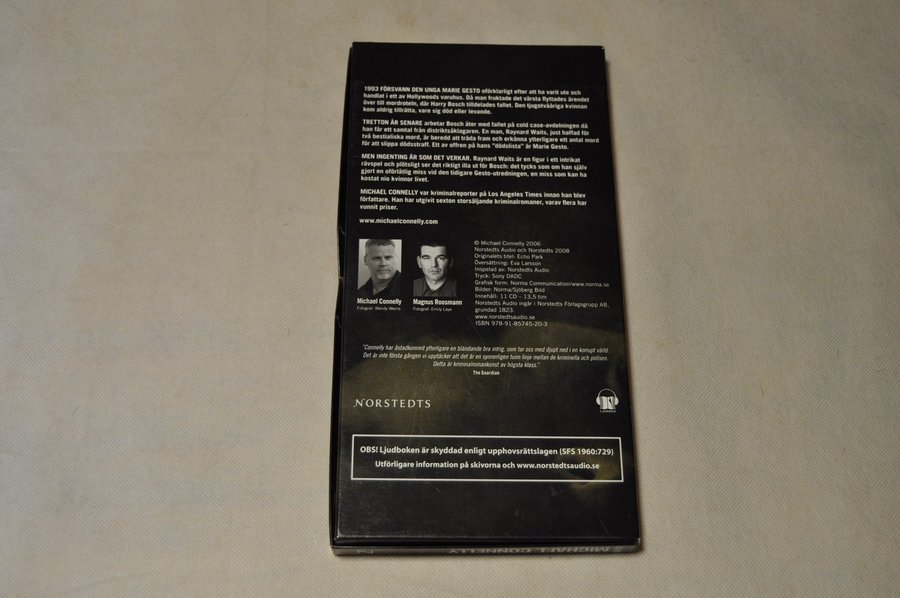 1993 FÖRSVANN DEN UNGA MARIE GESTO oförklarligt efter att ha varit ute och
handlat i ett av Hollywoods varuhus. Då man fruktade det värsta flyttades ärendet
över till mordroteln, där Harry Bosch tilldelades fallet. Den tjugotvååriga kvinnan
kom aldrig tillrätta, vare sig död eller levande.
TRETTON ÅR SENARE arbetar Bosch åter med fallet på cold case-avdelningen då
han får ett samtal från distriktsåklagaren. En man, Raynard Waits, just häffad för
två bestialiska mord, är beredd att träda fram och erkänna ytterligare ett antal mord
för att slippa dödsstraff. Ett av offren på hans "dödslista" är Marie Gesto.
MEN INGENTING ÄR SOM DET VERKAR. Raynard Waits är en figur i ett intrikat
rävspel och plötsligt ser det riktigt illa ut för Bosch: det tycks som om han själv
gjort en oförlåtlig miss vid den tidigare Gesto-utredningen, en miss som kan ha
kostat nio kvinnor livet.
MICHAEL CONNELLY var kriminalreporter på Los Angeles Times innan han blev
författare. Han har utgivit sexton storsäljande kriminalromaner, varav flera har
vunnit priser.
www.michaelconnelly.com
Michael Connelly
Fotograf: Wendy Werris
Magnus Roosmann
Fotograf: Emily Laye
© Michael Connelly 2006
Norstedts Audio och Norstedts 2008
Originalets titel: Echo Park
Översättning: Eva Larsson
Inspelad av: Norstedts Audio
Tryck: Sony DADC
Grafisk form: Norma Communication/www.norma.se
Bilder: Norma/Sjöberg Bild
Innehåll: 11 CD – 13,5 tim
Norstedts Audio ingår i Norstedts Förlagsgrupp AB,
grundad 1823.
www.norstedtsaudio.se
ISBN 978-91-85745-20-3
"Connelly har åstadkommit ytterligare en bländande bra intrig, som tar oss med djupt ned i en korrupt värld.
Det är inte första gången vi upptäcker att det är en synnerligen tunn linje mellan de kriminella och polisen.
Detta är kriminalromankonst av högsta klass."
The Guardian
NORSTEDTS
LJUDBOK
OBS! Ljudboken är skyddad enligt upphovsrättslagen (SFS 1960:729)
Utförligare information på skivorna och www.norstedtsaudio.se
MICHAEL CONNELLY